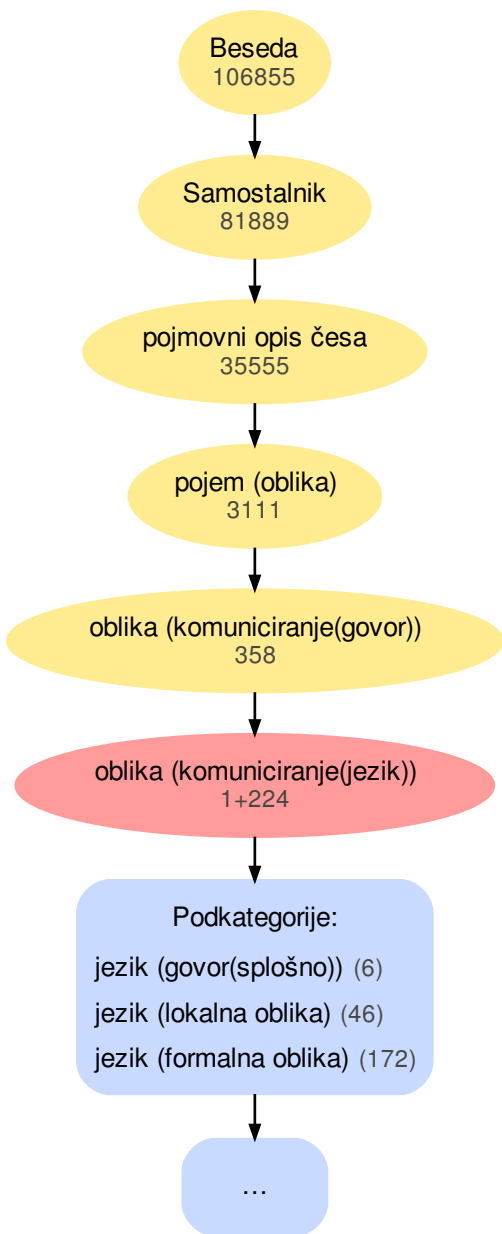 Beseda
106855
Samostalnik
81889
pojmovni opis česa
35555
pojem (oblika)
3111
oblika (komuniciranje(govor))
358
oblika (komuniciranje(jezik))
1+224
Podkategorije:
jezik (govor(splošno)) (6)
jezik (lokalna oblika) (46)
jezik (formalna oblika) (172)
...